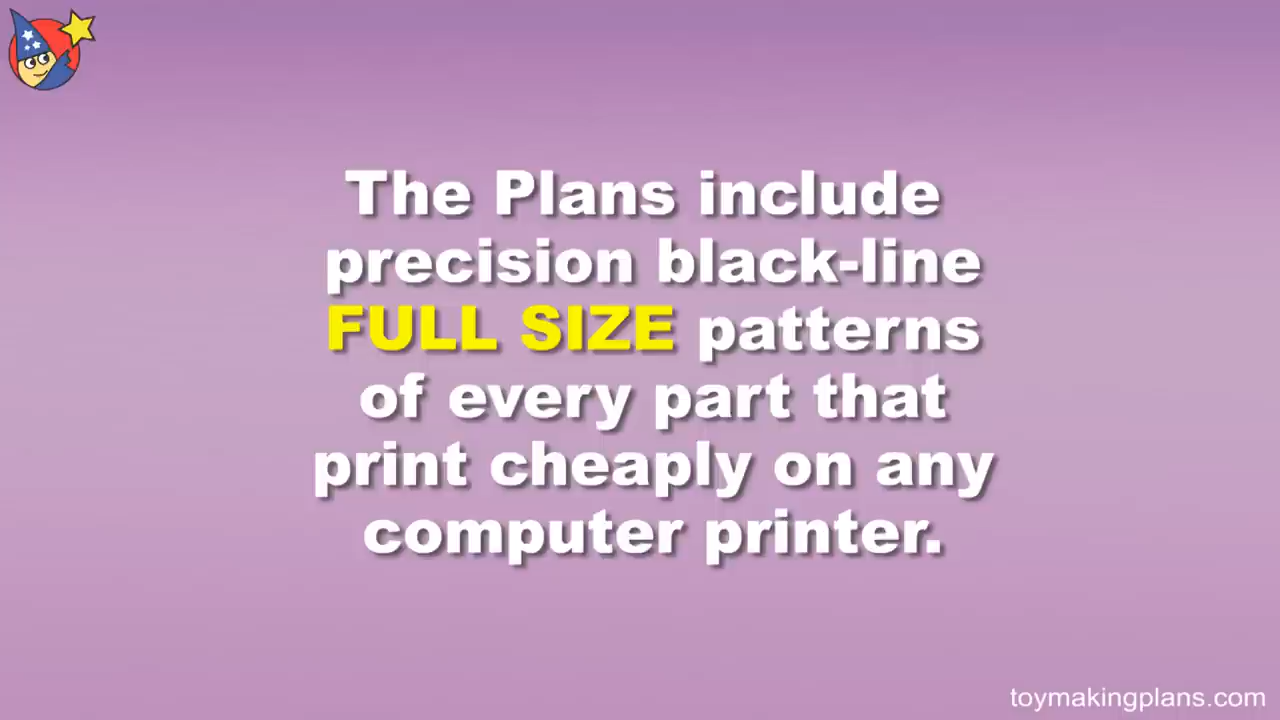 The Plans include
precision black-line
FULL SIZE patterns
of every part that
print cheaply on any
computer printer.
toymakingplans.com